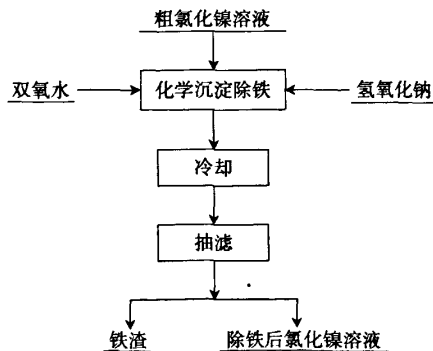 粗氯化镍溶液
双氧水
化学沉淀除铁
氢氧化钠
冷却
抽滤
铁渣
除铁后氯化镍溶液